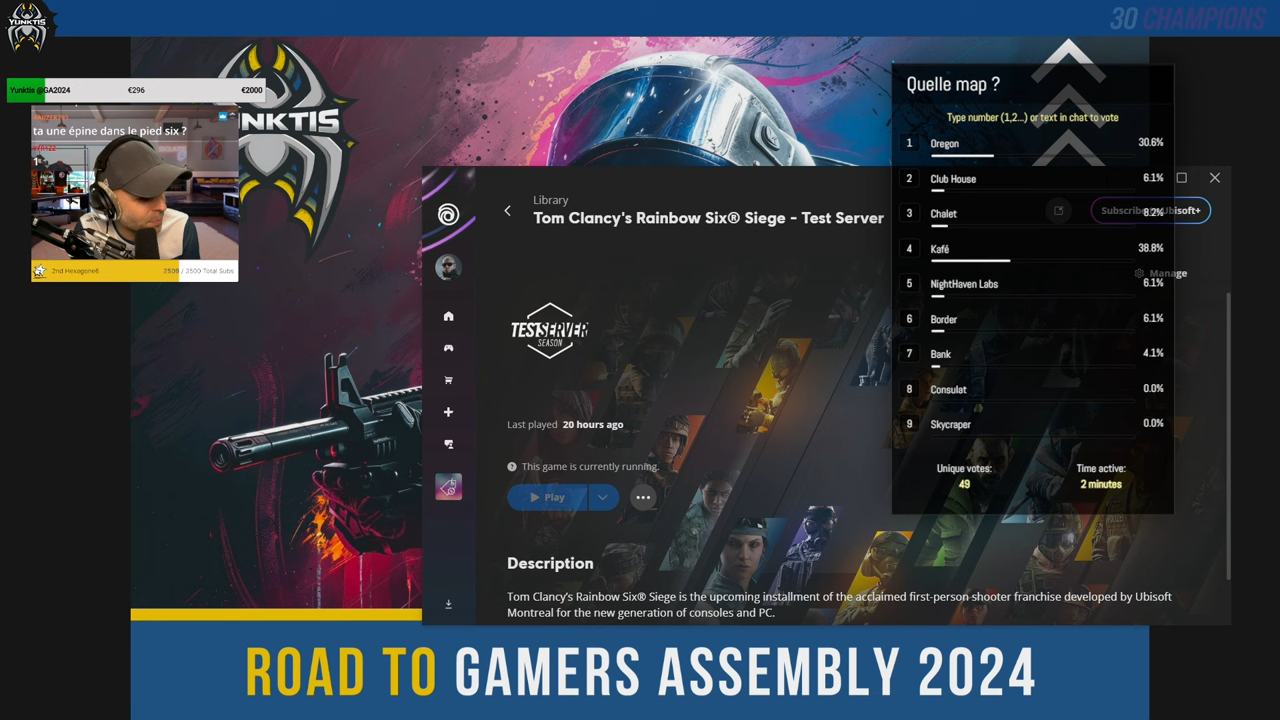 YUNKTIS
30 CHAMPIONS
Yunktis @GA2024 €296 €2000
ta une épine dans le pied six ?
1
2nd Hexagone6 2506 / 2500 Total Subs
YUNKTIS
Quelle map ?
Type number (1,2...) or text in chat to vote
1 Oregon 30.6%
2 Club House 6.1%
3 Chalet 8.2%
4 Kafé 38.8%
5 NightHaven Labs 6.1%
6 Border 6.1%
7 Bank 4.1%
8 Consulat 0.0%
9 Skycraper 0.0%
Unique votes: Time active:
49 2 minutes
Library
Tom Clancy's Rainbow Six® Siege - Test Server
Manage
TEST SERVER
SEASON
Last played 20 hours ago
This game is currently running.
Play
Description
Tom Clancy's Rainbow Six® Siege is the upcoming installment of the acclaimed first-person shooter franchise developed by Ubisoft
Montreal for the new generation of consoles and PC.
ROAD TO GAMERS ASSEMBLY 2024